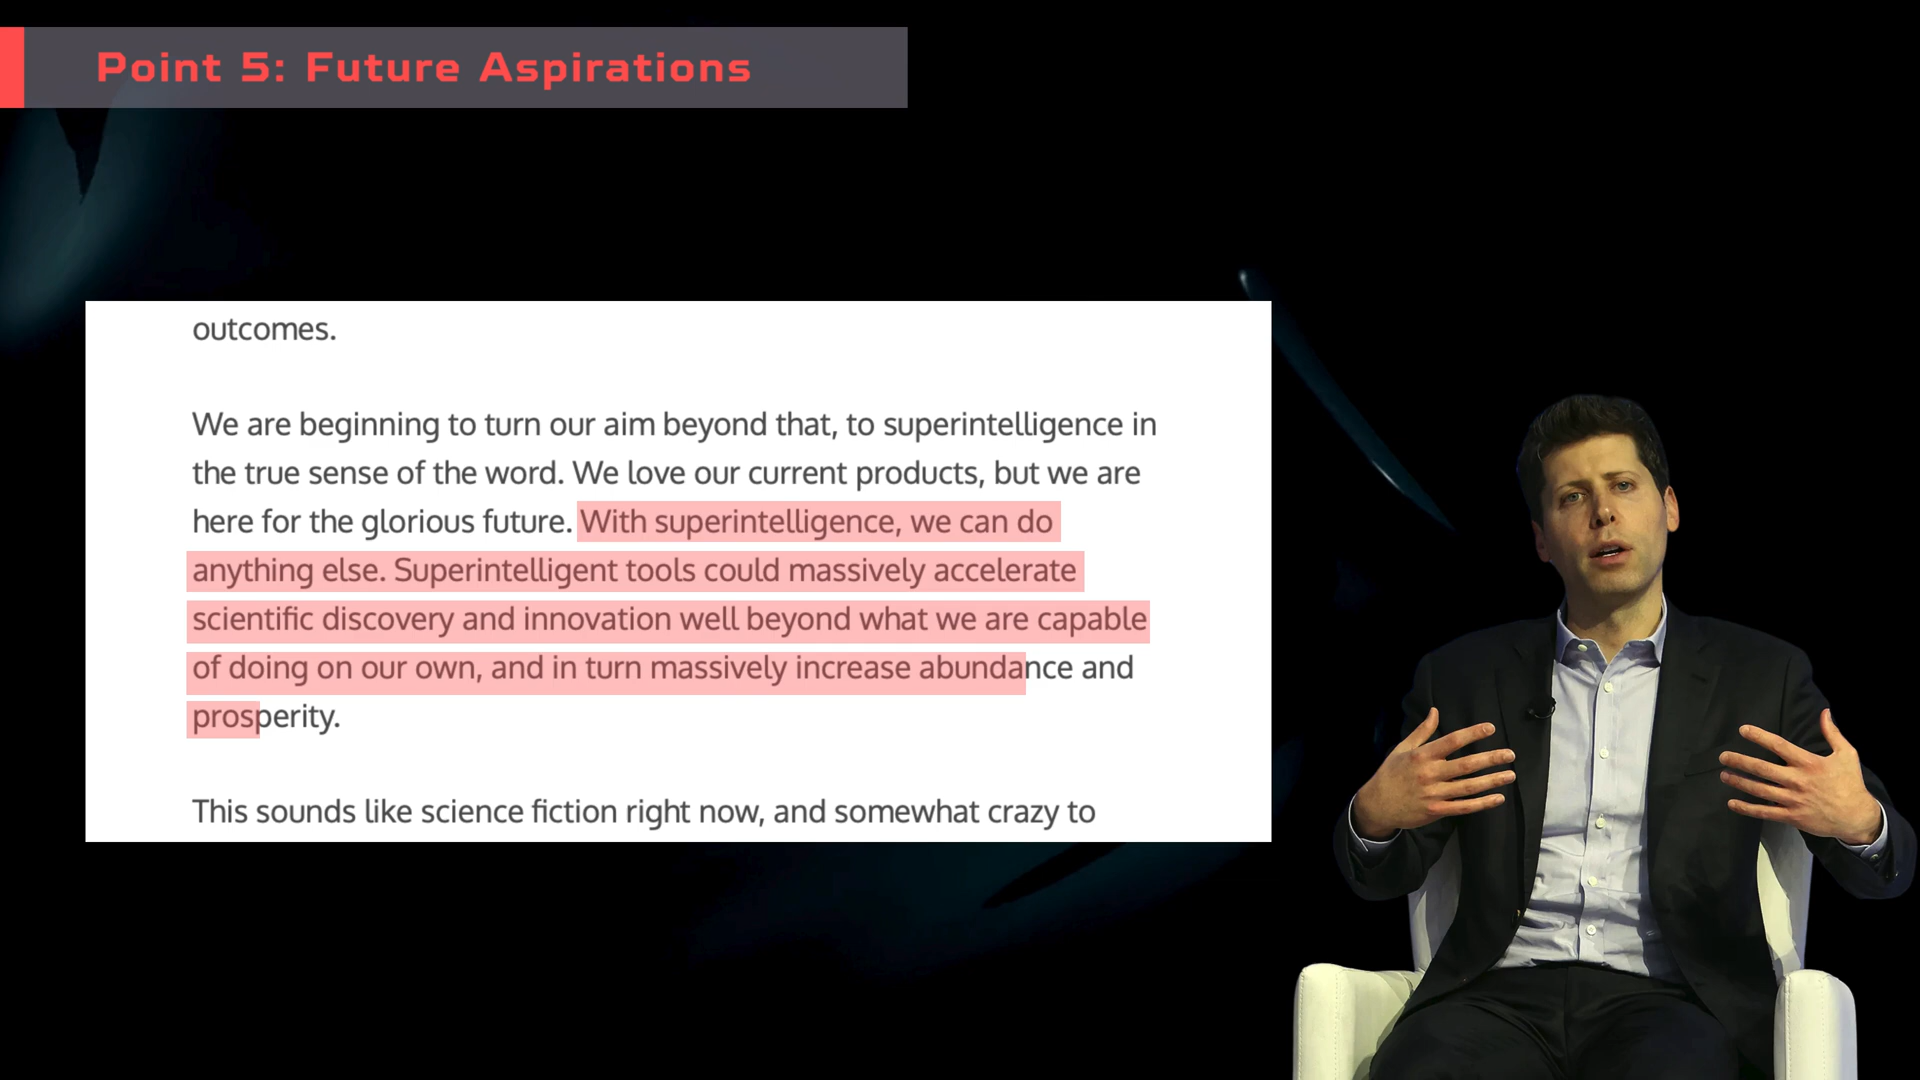 Point 5: Future Aspirations
outcomes.
We are beginning to turn our aim beyond that, to superintelligence in
the true sense of the word. We love our current products, but we are
here for the glorious future. With superintelligence, we can do
anything else. Superintelligent tools could massively accelerate
scientific discovery and innovation well beyond what we are capable
of doing on our own, and in turn massively increase abundance and
prosperity.
This sounds like science fiction right now, and somewhat crazy to